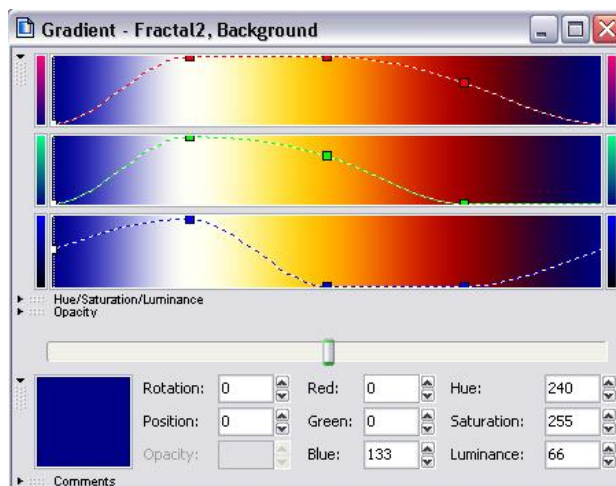 Gradient - Fractal2, Background
Hue/Saturation/Luminance
Opacity
Rotation: 0 Red: 0 Hue: 240
Position: 0 Green: 0 Saturation: 255
Opacity: Blue: 133 Luminance: 66
Comments